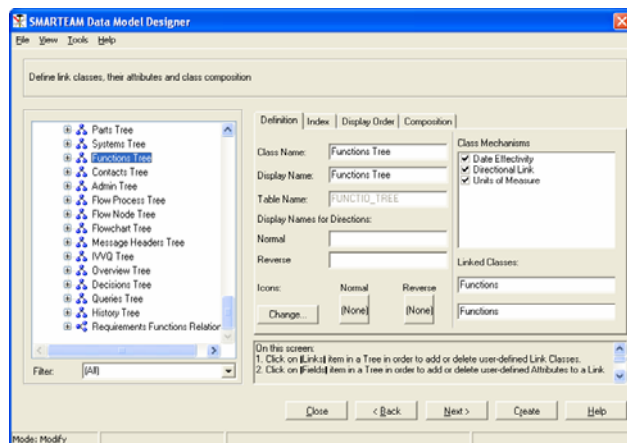 SMARTEAM Data Model Designer
File View Tools Help
Define link classes, their attributes and class composition
Parts Tree
Systems Tree
Functions Tree
Contacts Tree
Admin Tree
Flow Process Tree
Flow Node Tree
Flowchart Tree
Message Headers Tree
IVVQ Tree
Overview Tree
Decisions Tree
Queries Tree
History Tree
Requirements Functions Relation
Filter: (All)
Definition Index Display Order Composition
Class Name: Functions Tree
Display Name: Functions Tree
Table Name: FUNCTIO_TREE
Display Names for Directions:
Normal
Reverse
Icons: Normal Reverse
Change... (None) (None)
Class Mechanisms
Date Effectivity
Directional Link
Units of Measure
Linked Classes:
Functions
Functions
On this screen:
1. Click on |Links| item in a Tree in order to add or delete user-defined Link Classes.
2. Click on |Fields| item in a Tree in order to add or delete user-defined Attributes to a Link
Close < Back Next > Create Help
Mode: Modify